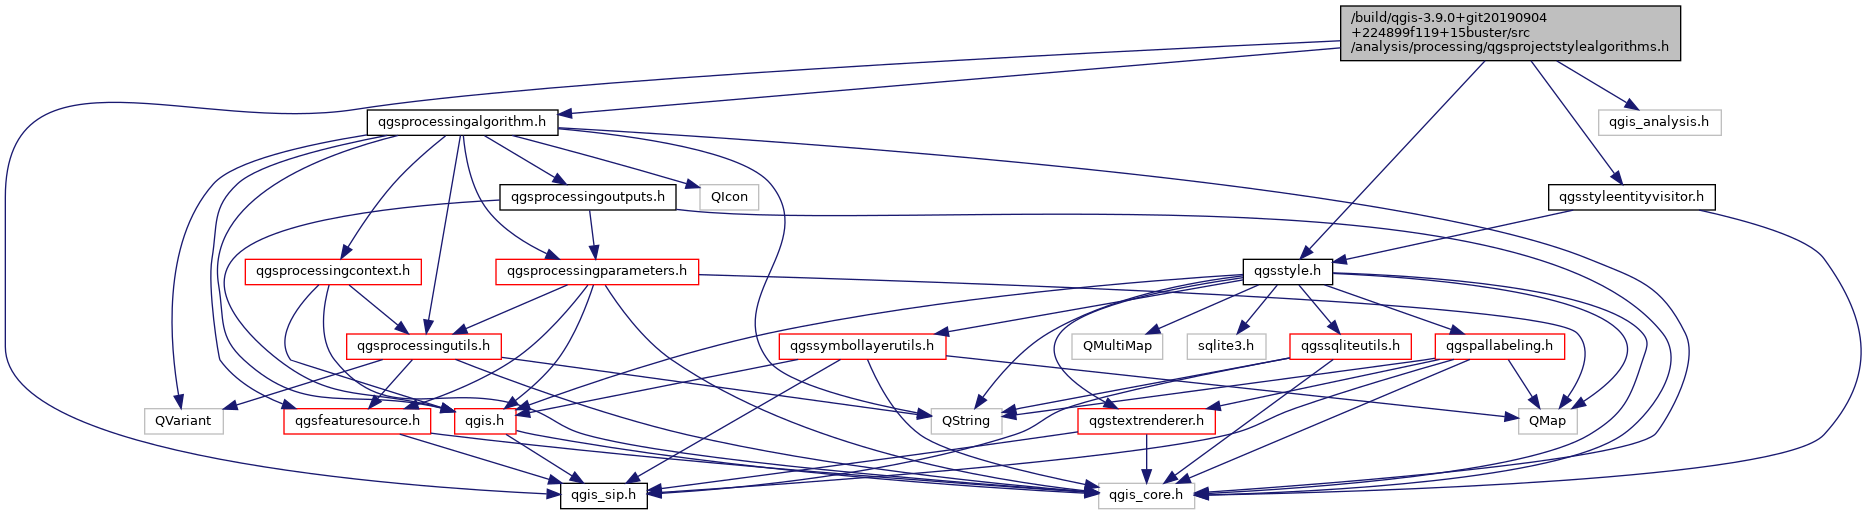 /build/qgis-3.9.0+git20190904
+224899f119+15buster/src
/analysis/processing/qgsprojectstylealgorithms.h
qgsprocessingalgorithm.h
qgis_analysis.h
qgsprocessingoutputs.h
QIcon
qgsstyleentityvisitor.h
qgsprocessingcontext.h
qgsprocessingparameters.h
qgsstyle.h
qgsprocessingutils.h
qgssymbollayerutils.h
QMultiMap
sqlite3.h
qgssqliteutils.h
qgspallabeling.h
QVariant
qgsfeaturesource.h
qgis.h
QString
qgstextrenderer.h
QMap
qgis_sip.h
qgis_core.h